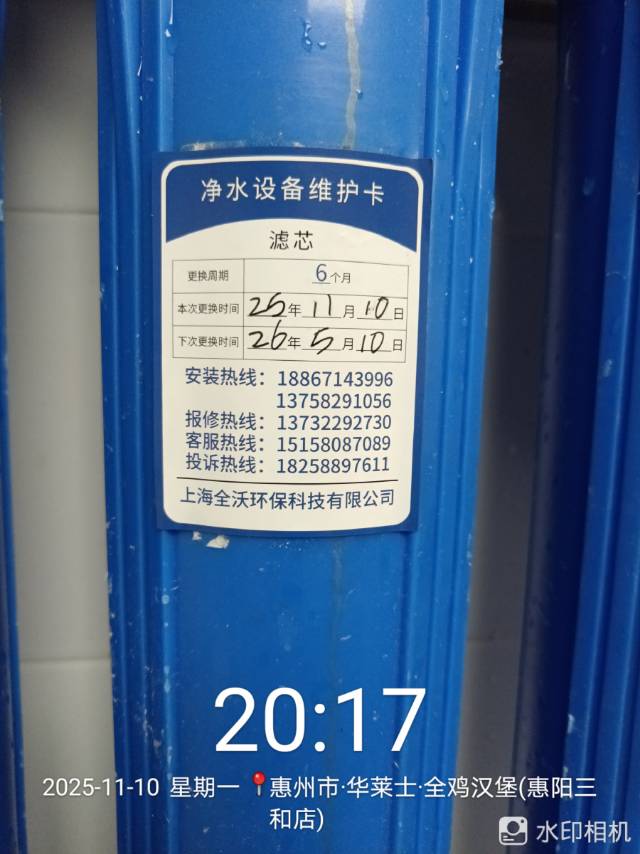 净水设备维护卡
滤芯
更换周期 6个月
本次更换时间 25年11月10日
下次更换时间 26年5月10日
安装热线：18867143996
13758291056
报修热线：13732292730
客服热线：15158087089
投诉热线：18258897611
上海全沃环保科技有限公司
20:17
2025-11-10 星期一 📍惠州市·华莱士·全鸡汉堡(惠阳三
和店)
水印相机